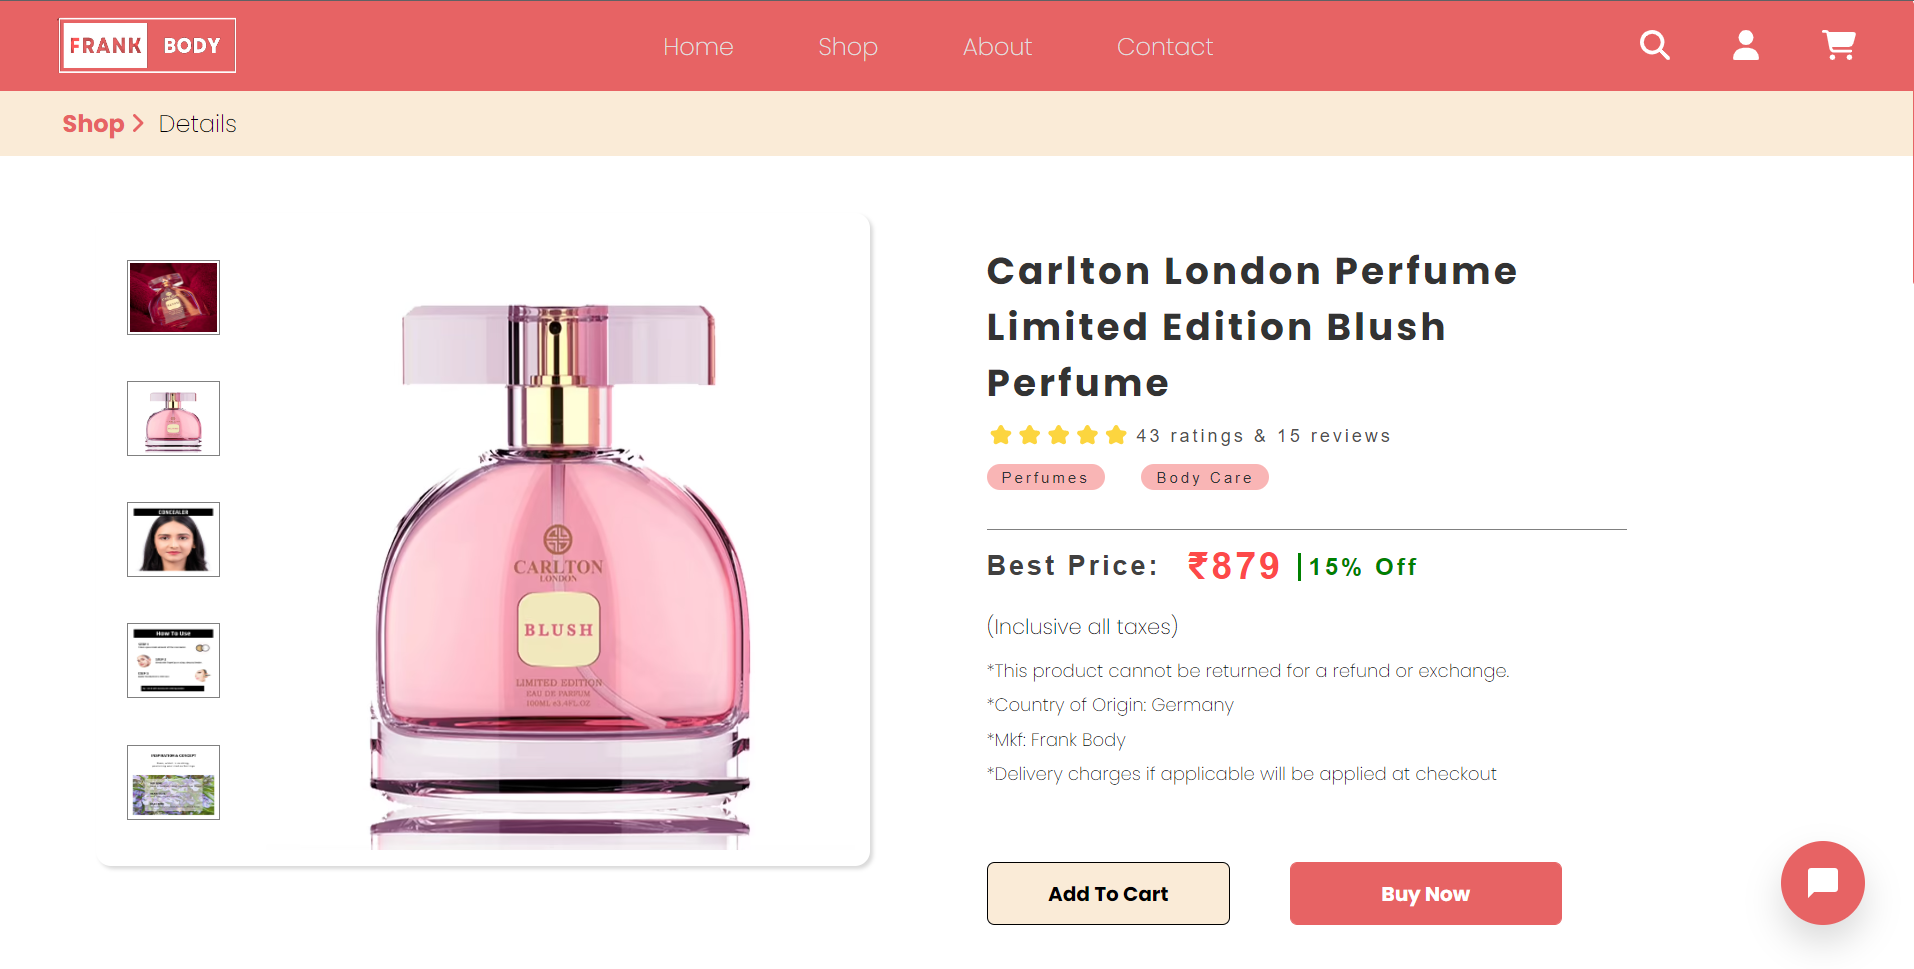 FRANK BODY
Home Shop About Contact
Shop Details
CONCEALER
How To Use
CARLTON
LONDON
BLUSH
LIMITED EDITION
EAU DE PARFUM
100ML e3.4FL.OZ
Carlton London Perfume
Limited Edition Blush
Perfume
43 ratings & 15 reviews
Perfumes Body Care
Best Price: ₹879 |15% Off
(Inclusive all taxes)
*This product cannot be returned for a refund or exchange.
*Country of Origin: Germany
*Mkf: Frank Body
*Delivery charges if applicable will be applied at checkout
Add To Cart Buy Now